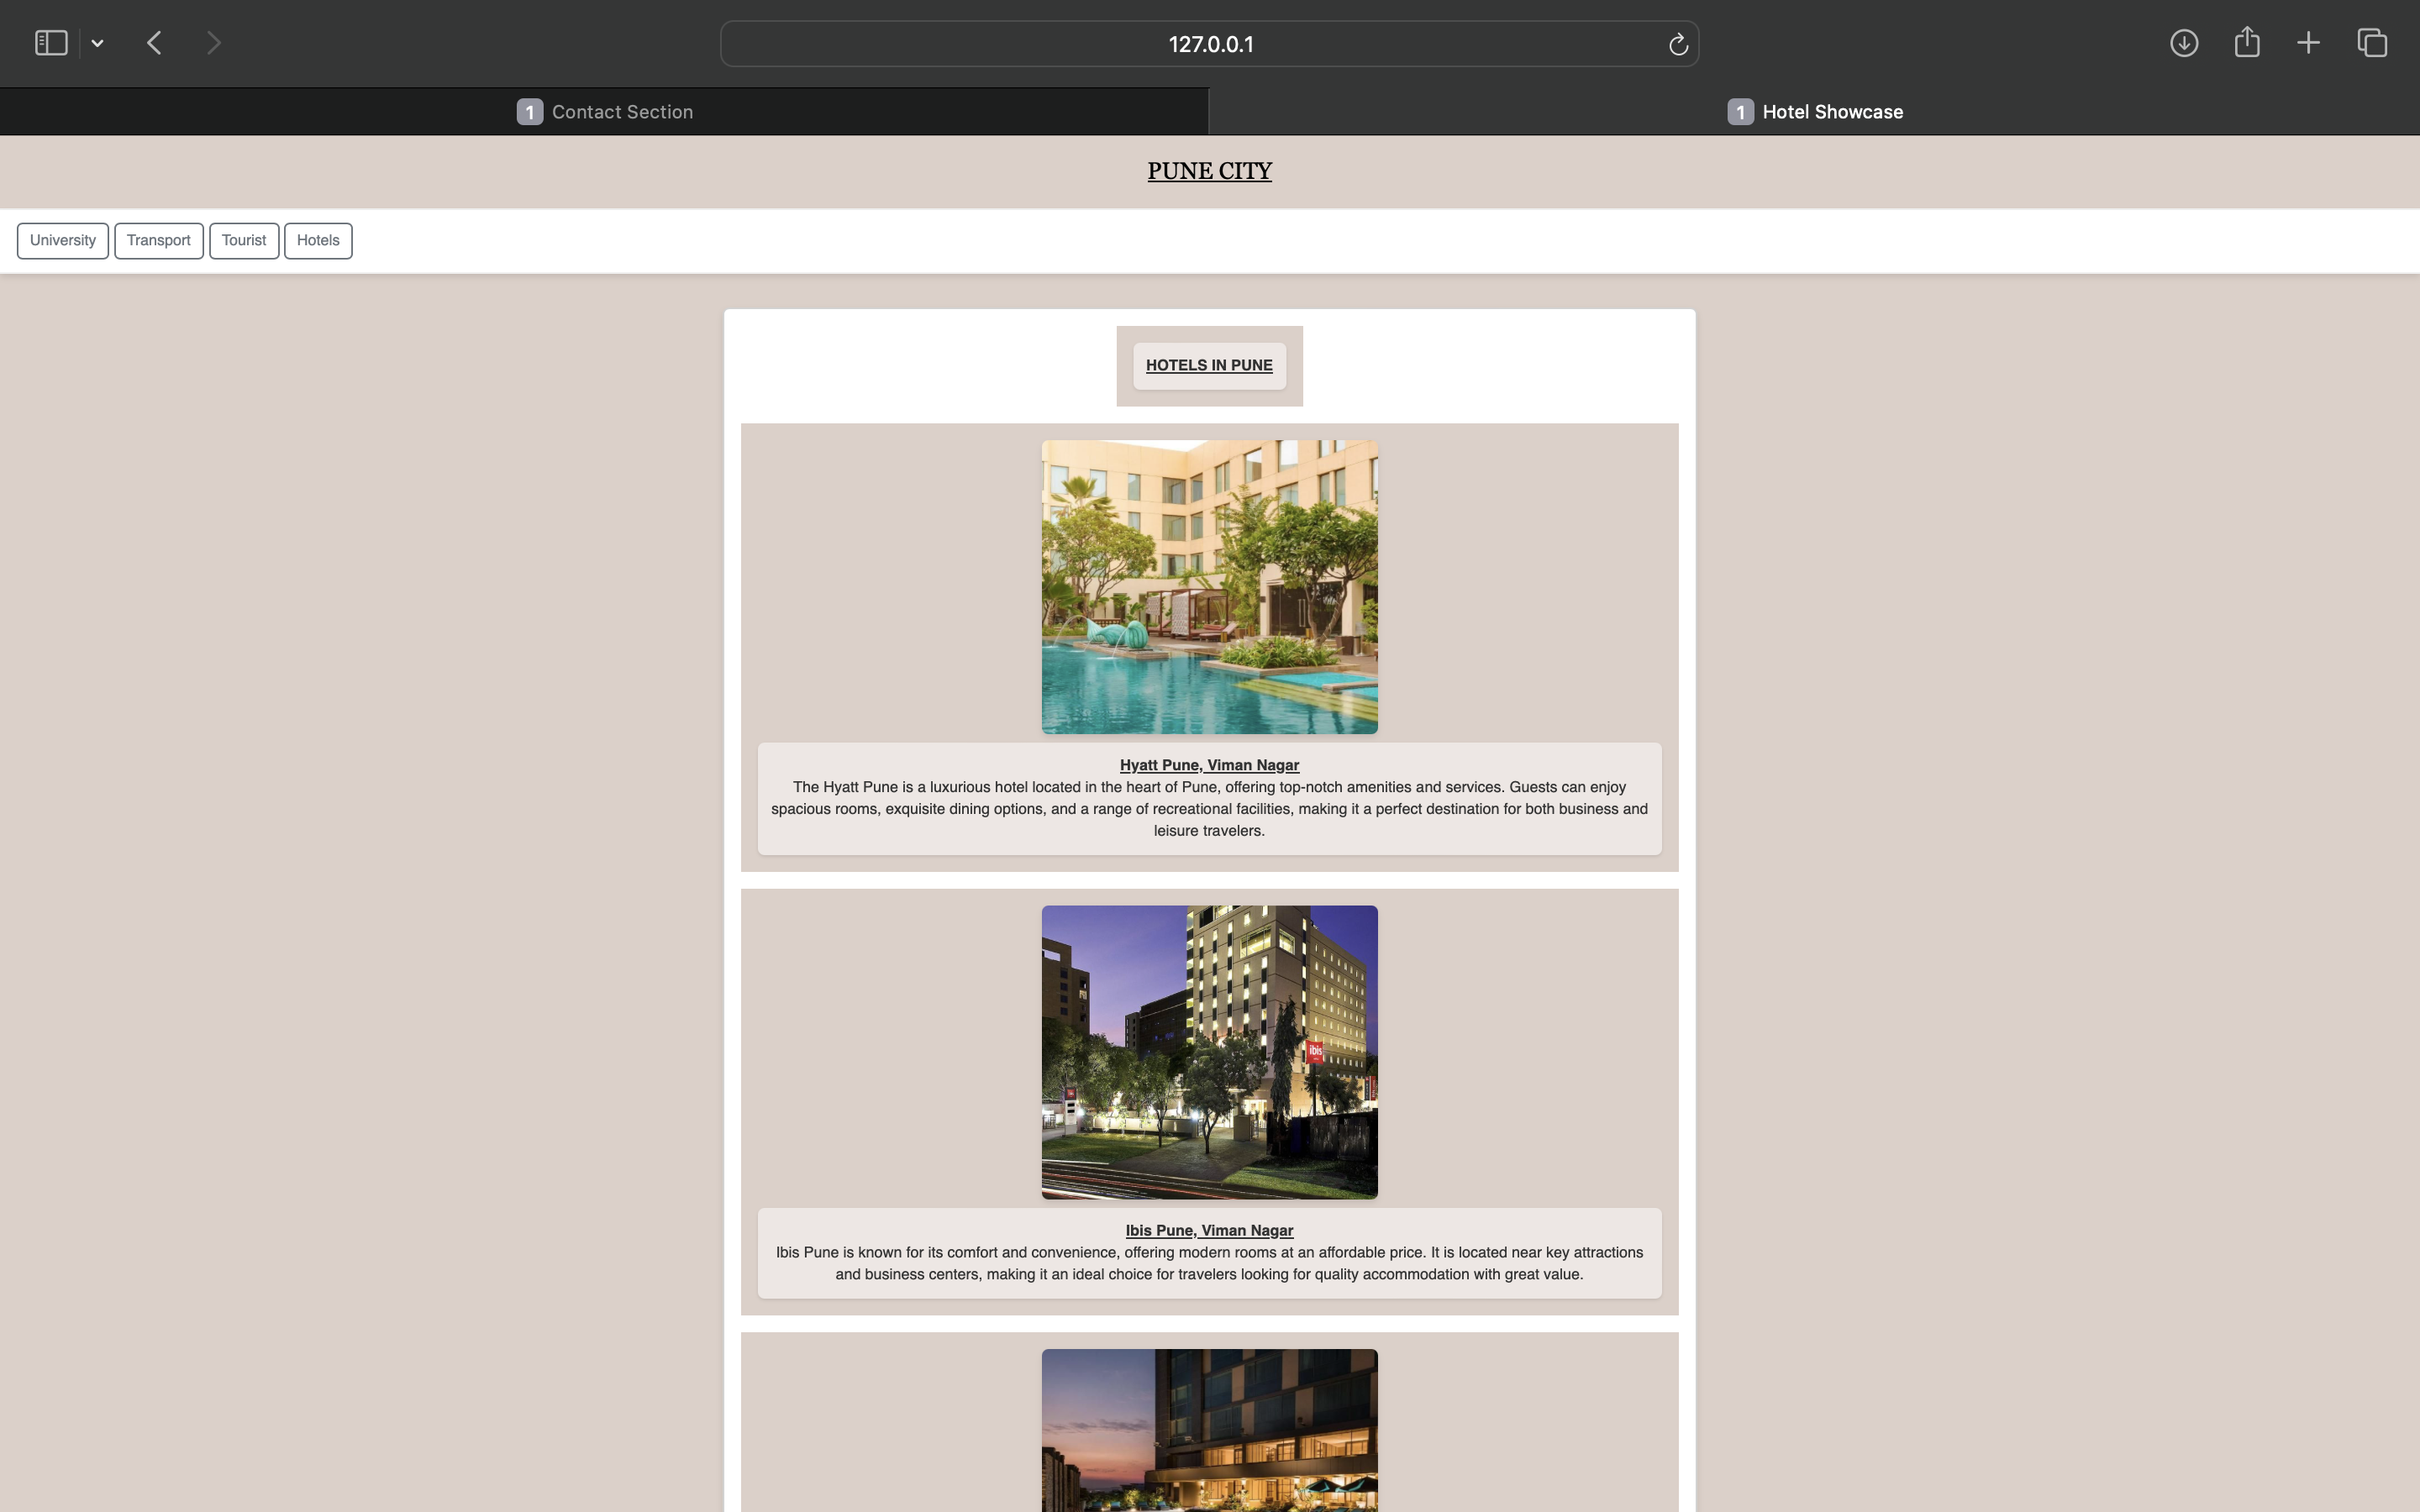 127.0.0.1
1 Contact Section
1 Hotel Showcase
PUNE CITY
University Transport Tourist Hotels
HOTELS IN PUNE
Hyatt Pune, Viman Nagar
The Hyatt Pune is a luxurious hotel located in the heart of Pune, offering top-notch amenities and services. Guests can enjoy
spacious rooms, exquisite dining options, and a range of recreational facilities, making it a perfect destination for both business and
leisure travelers.
ibis
Ibis Pune, Viman Nagar
Ibis Pune is known for its comfort and convenience, offering modern rooms at an affordable price. It is located near key attractions
and business centers, making it an ideal choice for travelers looking for quality accommodation with great value.